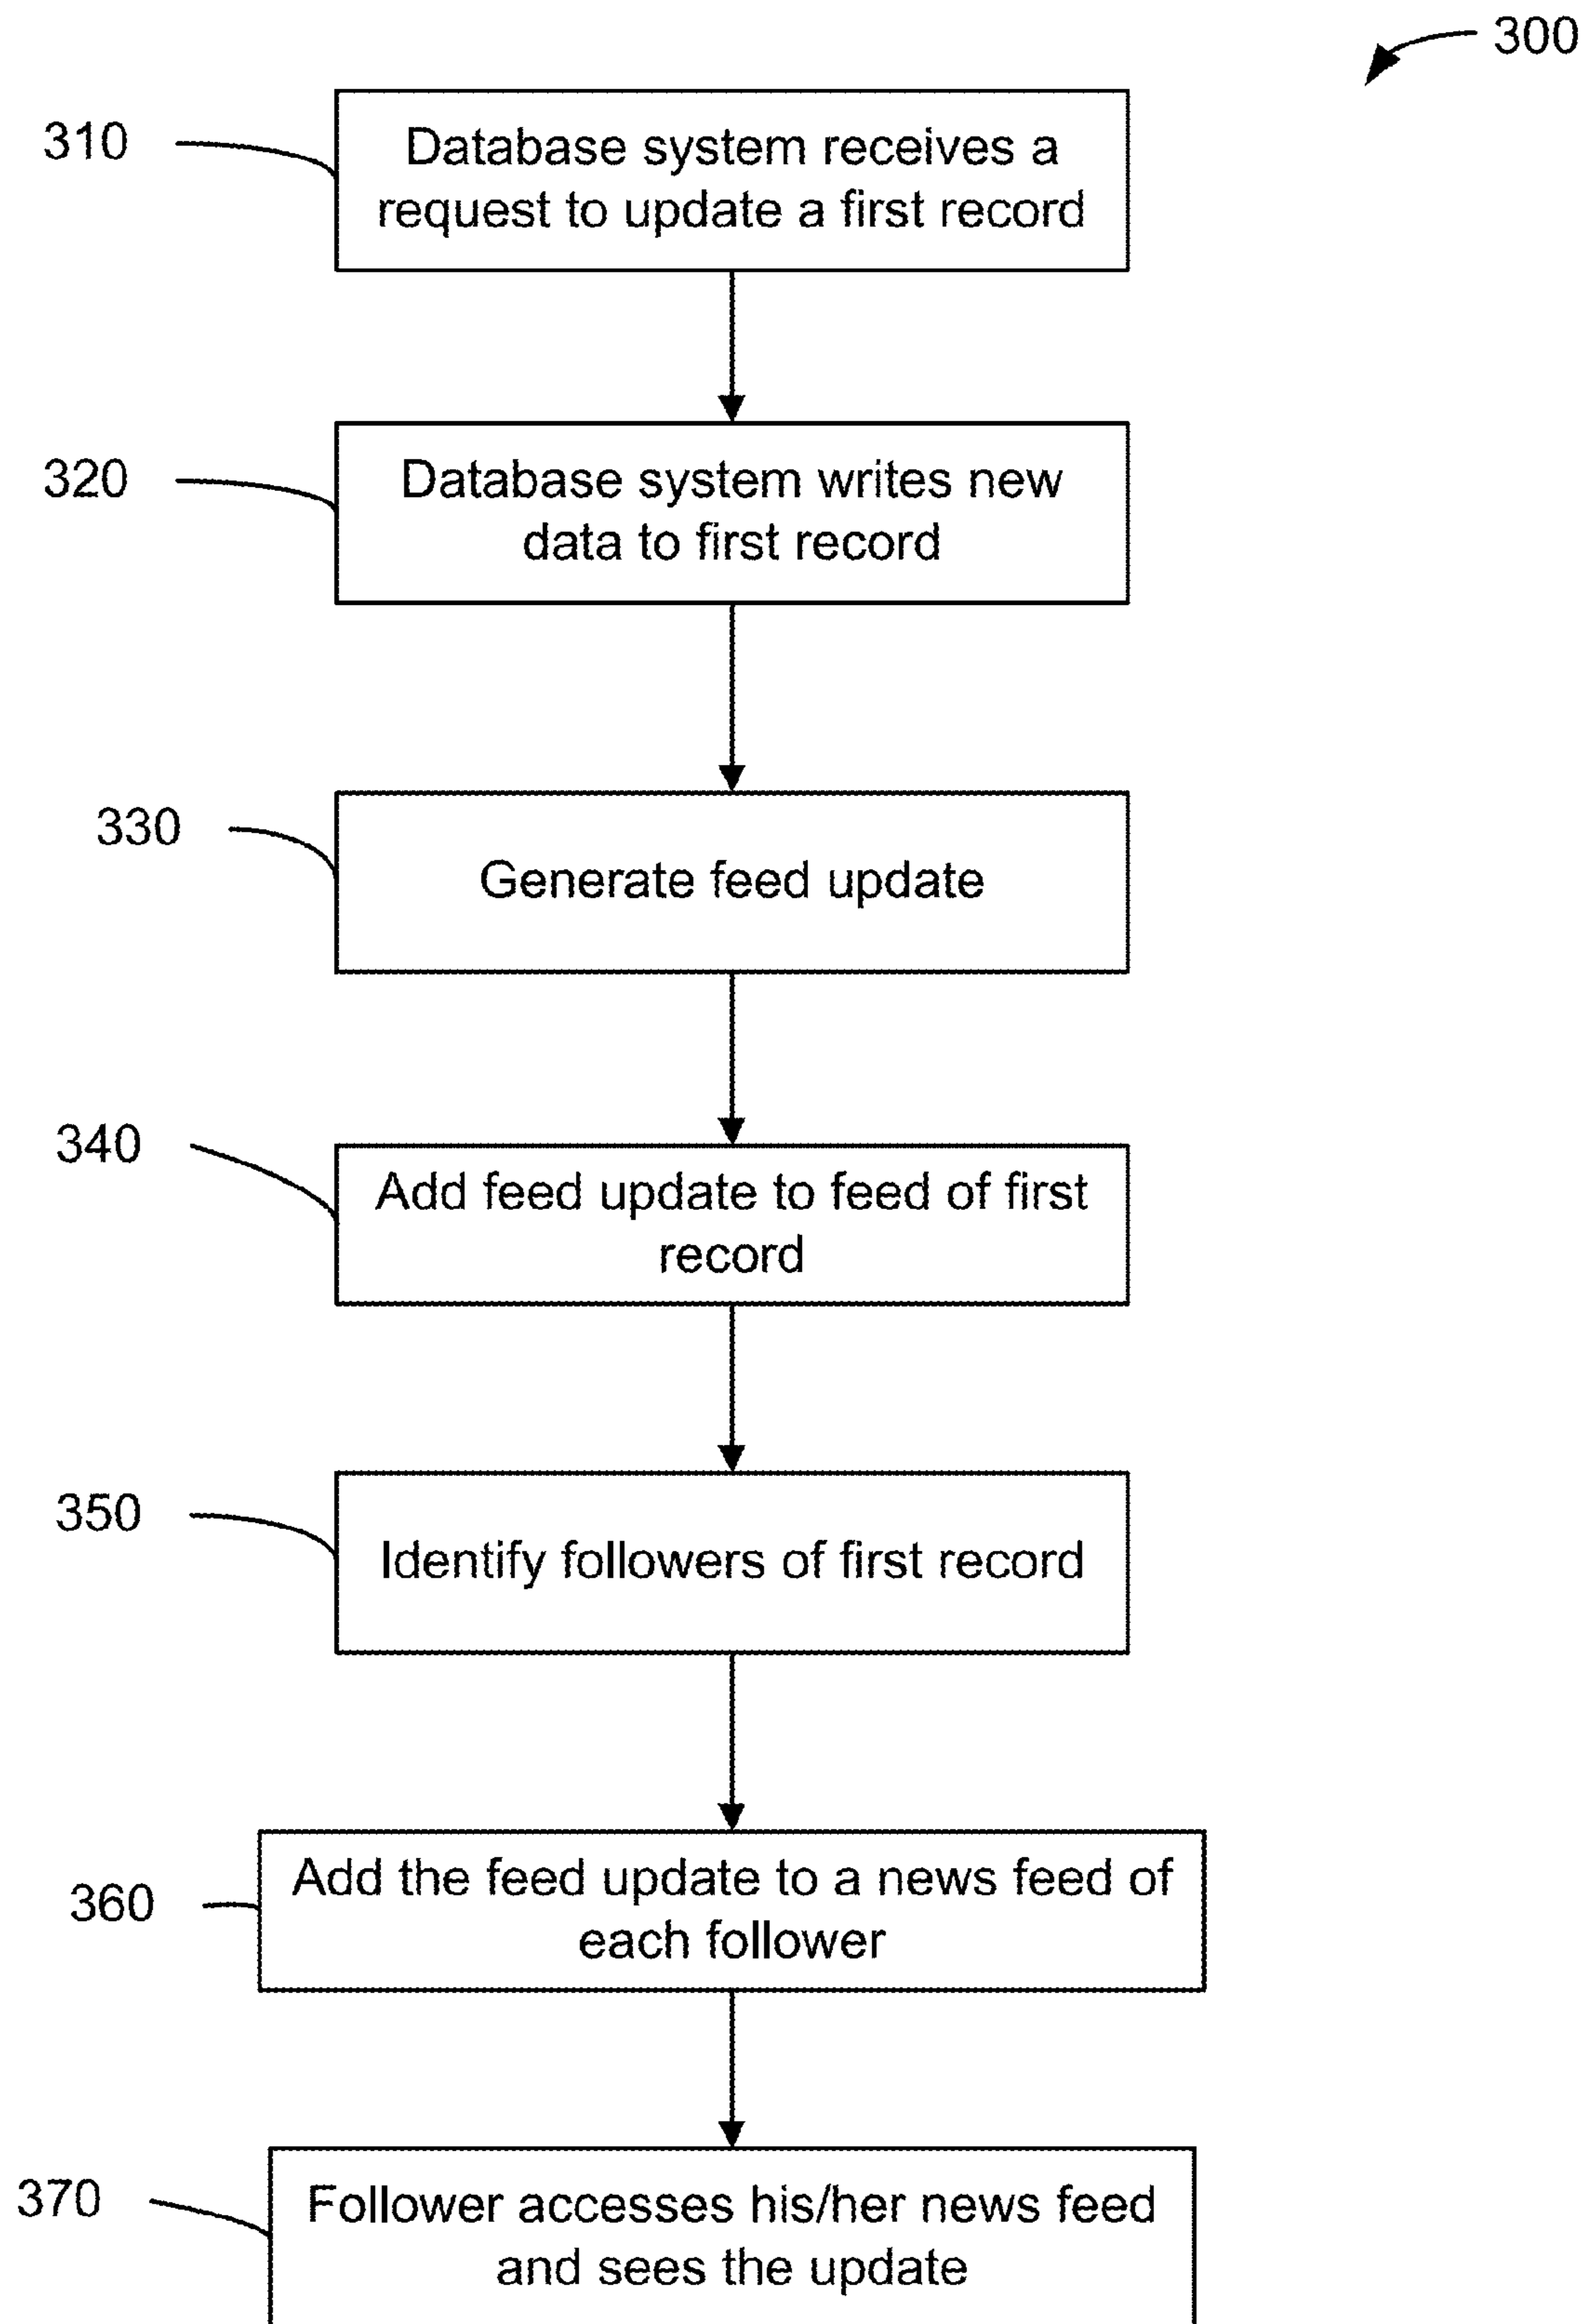 300
310
Database system receives a
request to update a first record
320
Database system writes new
data to first record
330
Generate feed update
340
Add feed update to feed of first
record
350
Identify followers of first record
360
Add the feed update to a news feed of
each follower
370
Follower accesses his/her news feed
and sees the update